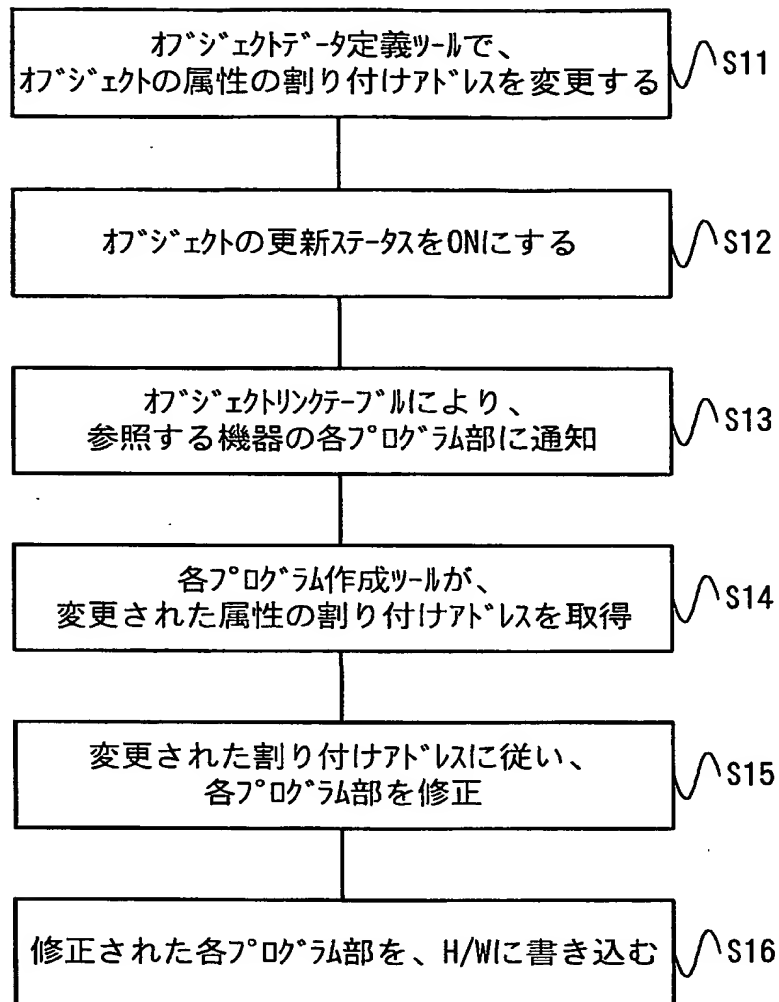 オブジェクトデータ定義ツールで、
オブジェクトの属性の割り付けアドレスを変更する
S11
オブジェクトの更新ステータスをONにする
S12
オブジェクトリンクテーブルにより、
参照する機器の各プログラム部に通知
S13
各プログラム作成ツールが、
変更された属性の割り付けアドレスを取得
S14
変更された割り付けアドレスに従い、
各プログラム部を修正
S15
修正された各プログラム部を、H/Wに書き込む
S16